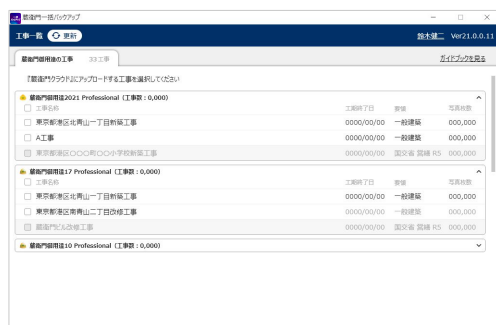 蔵衛門一括バックアップ
工事一覧 更新 鈴木健二 Ver21.0.0.11
蔵衛門御用達の工事 33工事 ガイドブックを見る
『蔵衛門クラウド』にアップロードする工事を選択してください
蔵衛門御用達2021 Professional（工事数：0,000）
工事名称 工期終了日 要領 写真枚数
東京都港区北青山一丁目新築工事 0000/00/00 一般建築 000,000
A工事 0000/00/00 一般建築 000,000
東京都港区〇〇〇町〇〇小学校新築工事 0000/00/00 国交省 営繕 R5 000,000
蔵衛門御用達17 Professional（工事数：0,000）
工事名称 工期終了日 要領 写真枚数
東京都港区北青山一丁目新築工事 0000/00/00 一般建築 000,000
東京都港区南青山二丁目改修工事 0000/00/00 一般建築 000,000
蔵衛門ビル改修工事 0000/00/00 国交省 営繕 R5 000,000
蔵衛門御用達10 Professional（工事数：0,000）